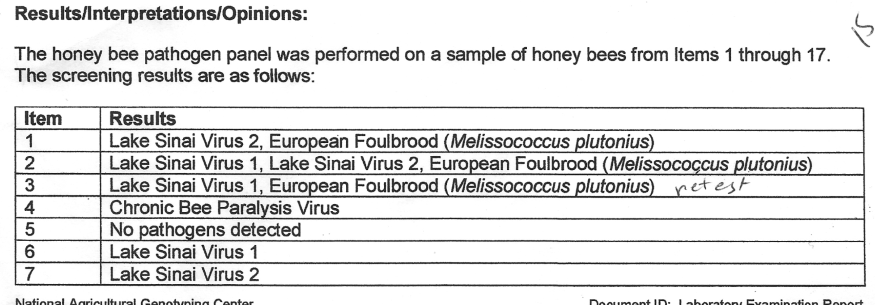 Results/Interpretations/Opinions:
The honey bee pathogen panel was performed on a sample of honey bees from Items 1 through 17.
The screening results are as follows:
Item Results
1 Lake Sinai Virus 2, European Foulbrood (Melissococcus plutonius)
2 Lake Sinai Virus 1, Lake Sinai Virus 2, European Foulbrood (Melissococcus plutonius)
3 Lake Sinai Virus 1, European Foulbrood (Melissococcus plutonius) retest
4 Chronic Bee Paralysis Virus
5 No pathogens detected
6 Lake Sinai Virus 1
7 Lake Sinai Virus 2
National Agricultural Genotyping Center Document ID: Laboratory Examination Report